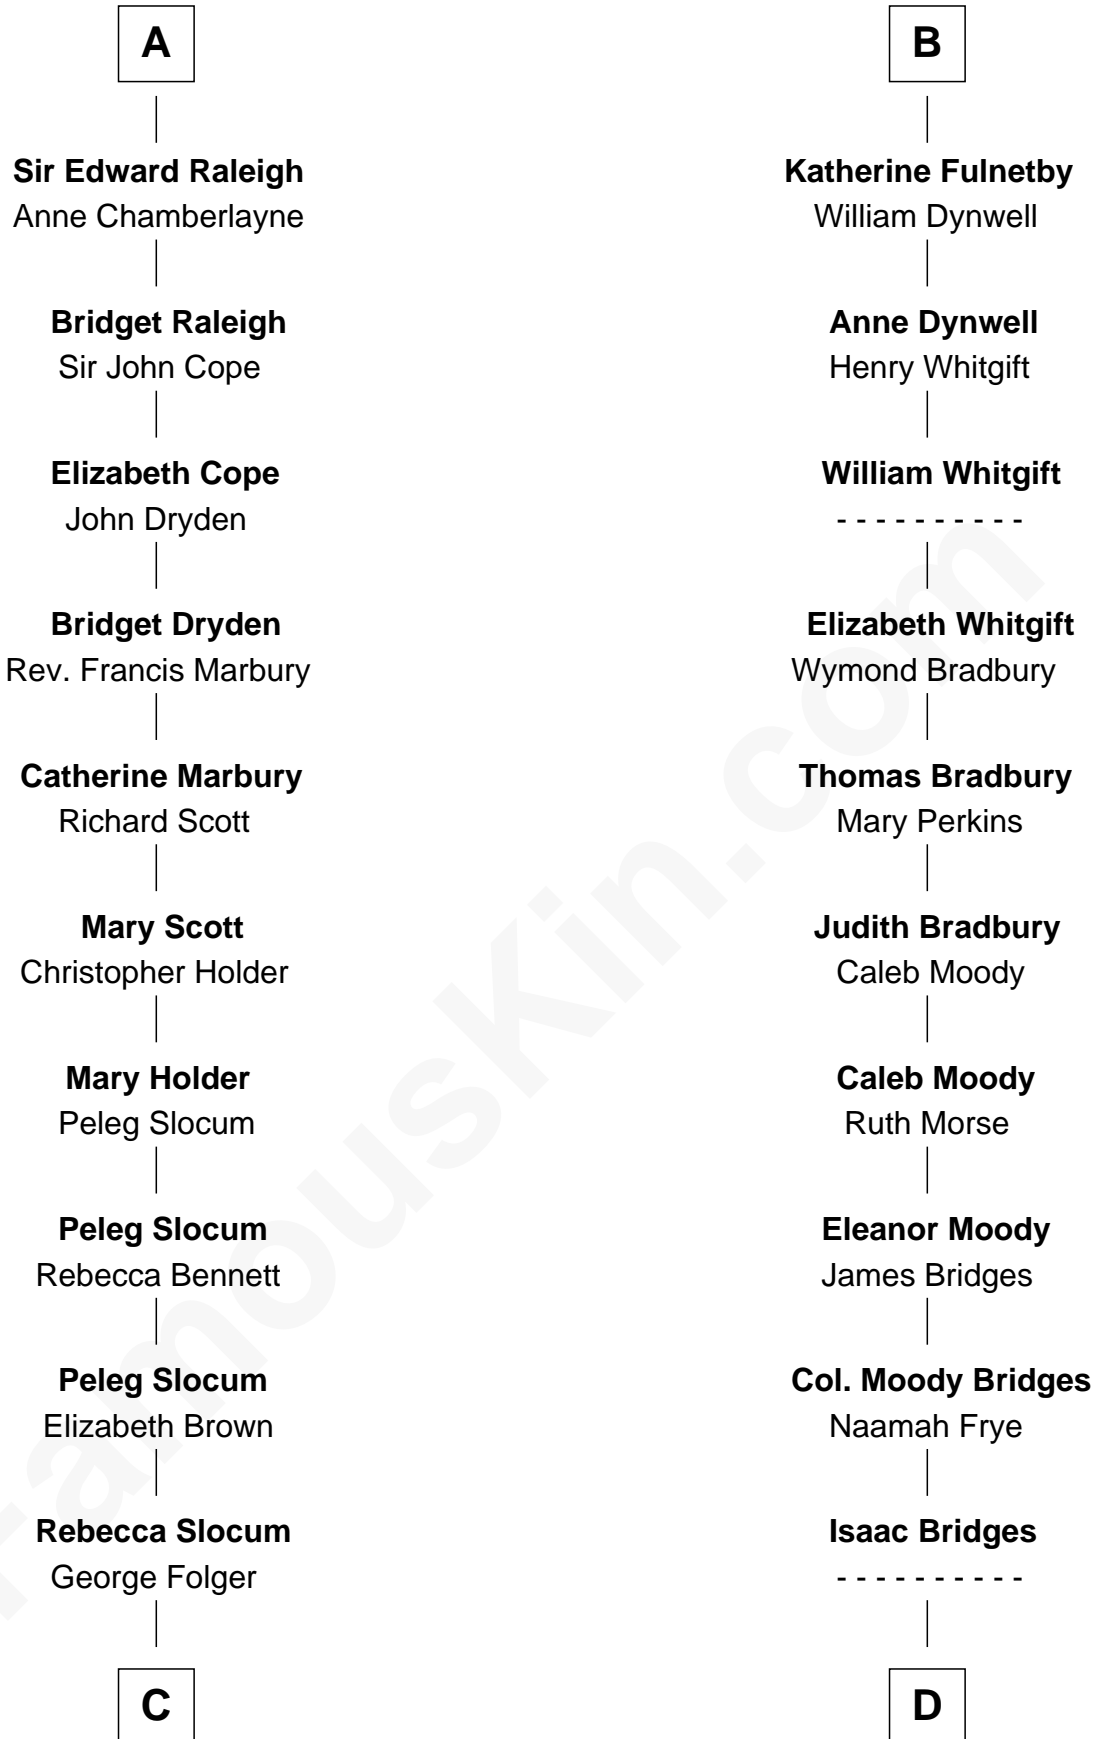 A
Sir Edward Raleigh
Anne Chamberlayne
Bridget Raleigh
Sir John Cope
Elizabeth Cope
John Dryden
Bridget Dryden
Rev. Francis Marbury
Catherine Marbury
Richard Scott
Mary Scott
Christopher Holder
Mary Holder
Peleg Slocum
Peleg Slocum
Rebecca Bennett
Peleg Slocum
Elizabeth Brown
Rebecca Slocum
George Folger
C
B
Katherine Fulnetby
William Dynwell
Anne Dynwell
Henry Whitgift
William Whitgift
- - - - - - - - - -
Elizabeth Whitgift
Wymond Bradbury
Thomas Bradbury
Mary Perkins
Judith Bradbury
Caleb Moody
Caleb Moody
Ruth Morse
Eleanor Moody
James Bridges
Col. Moody Bridges
Naamah Frye
Isaac Bridges
- - - - - - - - - -
D
FamousKin.com